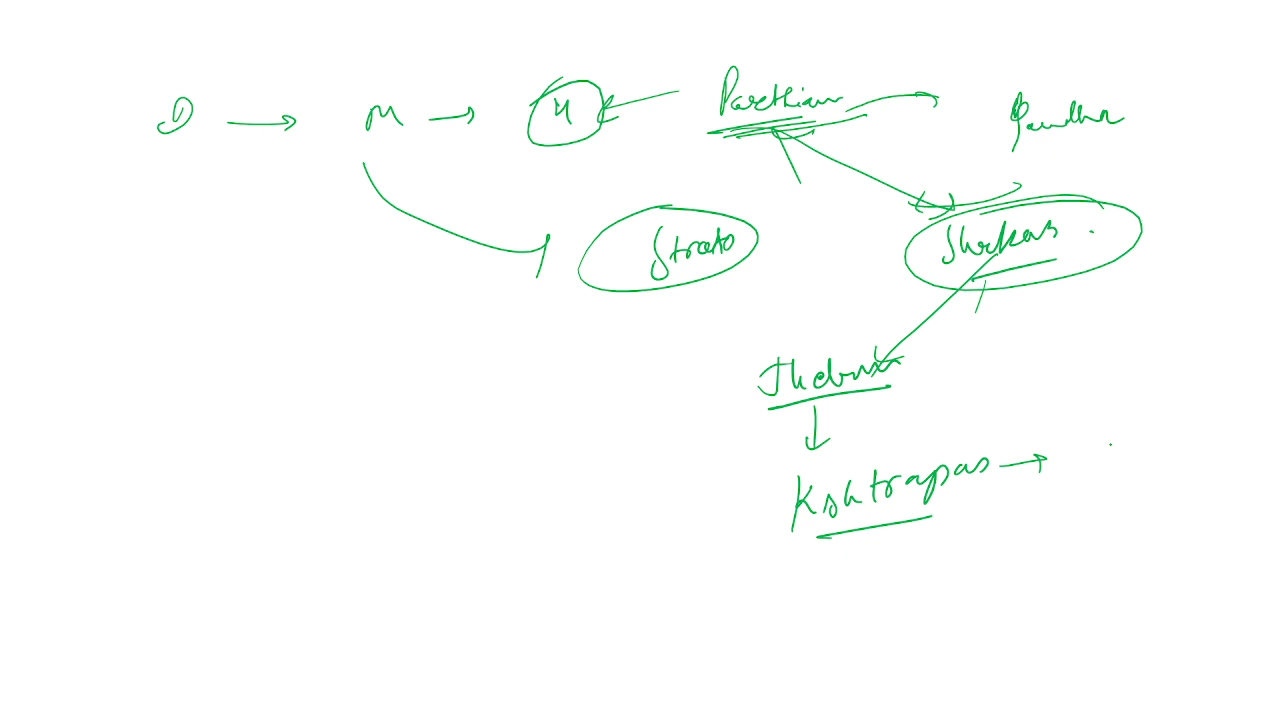 D → M → H Parthian
Strato Shakas
Kshtrapas →